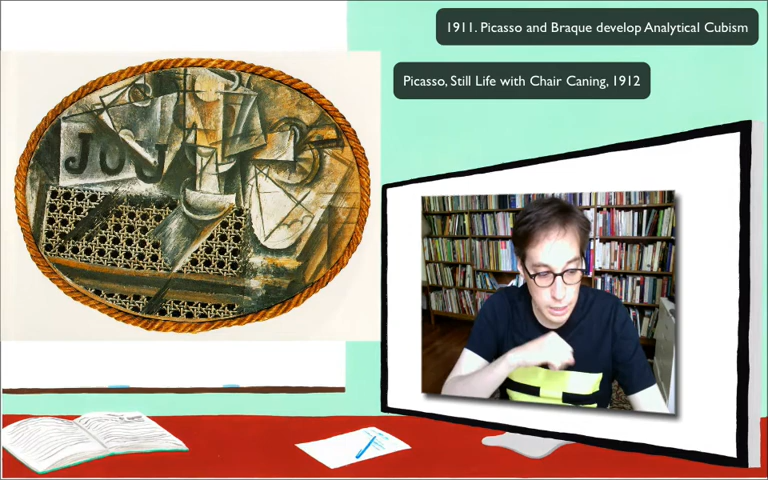 1911. Picasso and Braque develop Analytical Cubism
Picasso, Still Life with Chair Caning, 1912
JOU